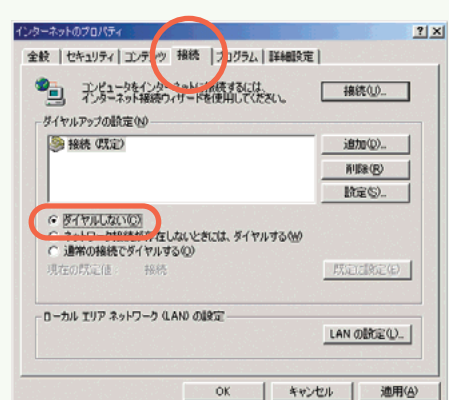 インターネットのプロパティ
全般 セキュリティ コンテンツ 接続 プログラム 詳細設定
コンピュータをインターネットに接続するには、
インターネット接続ウィザードを使用してください。
接続(U)...
ダイヤルアップの設定(N)
接続 (既定)
追加(D)...
削除(R)
設定(S)...
ダイヤルしない(C)
ネットワーク接続が存在しないときには、ダイヤルする(W)
通常の接続でダイヤルする(O)
現在の既定値: 接続
既定に設定(E)
ローカル エリア ネットワーク (LAN) の設定
LAN の設定(L)...
OK キャンセル 適用(A)